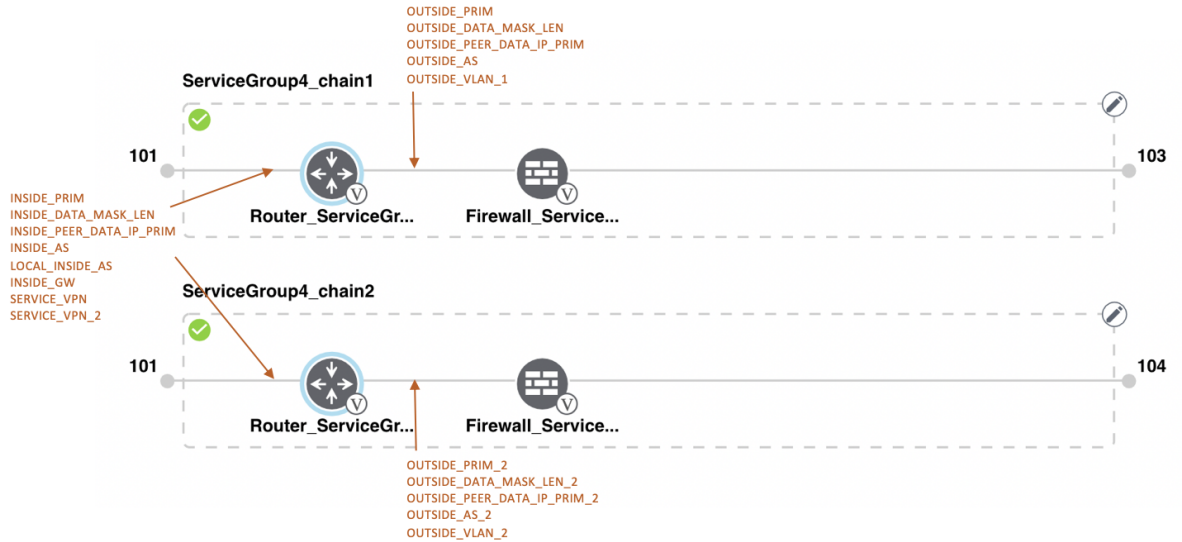 OUTSIDE_PRIM
OUTSIDE_DATA_MASK_LEN
OUTSIDE_PEER_DATA_IP_PRIM
OUTSIDE_AS
OUTSIDE_VLAN_1
ServiceGroup4_chain1
101
103
V
V
Router_ServiceGr...
Firewall_Service...
INSIDE_PRIM
INSIDE_DATA_MASK_LEN
INSIDE_PEER_DATA_IP_PRIM
INSIDE_AS
LOCAL_INSIDE_AS
INSIDE_GW
SERVICE_VPN
SERVICE_VPN_2
ServiceGroup4_chain2
101
104
V
V
Router_ServiceGr...
Firewall_Service...
OUTSIDE_PRIM_2
OUTSIDE_DATA_MASK_LEN_2
OUTSIDE_PEER_DATA_IP_PRIM_2
OUTSIDE_AS_2
OUTSIDE_VLAN_2